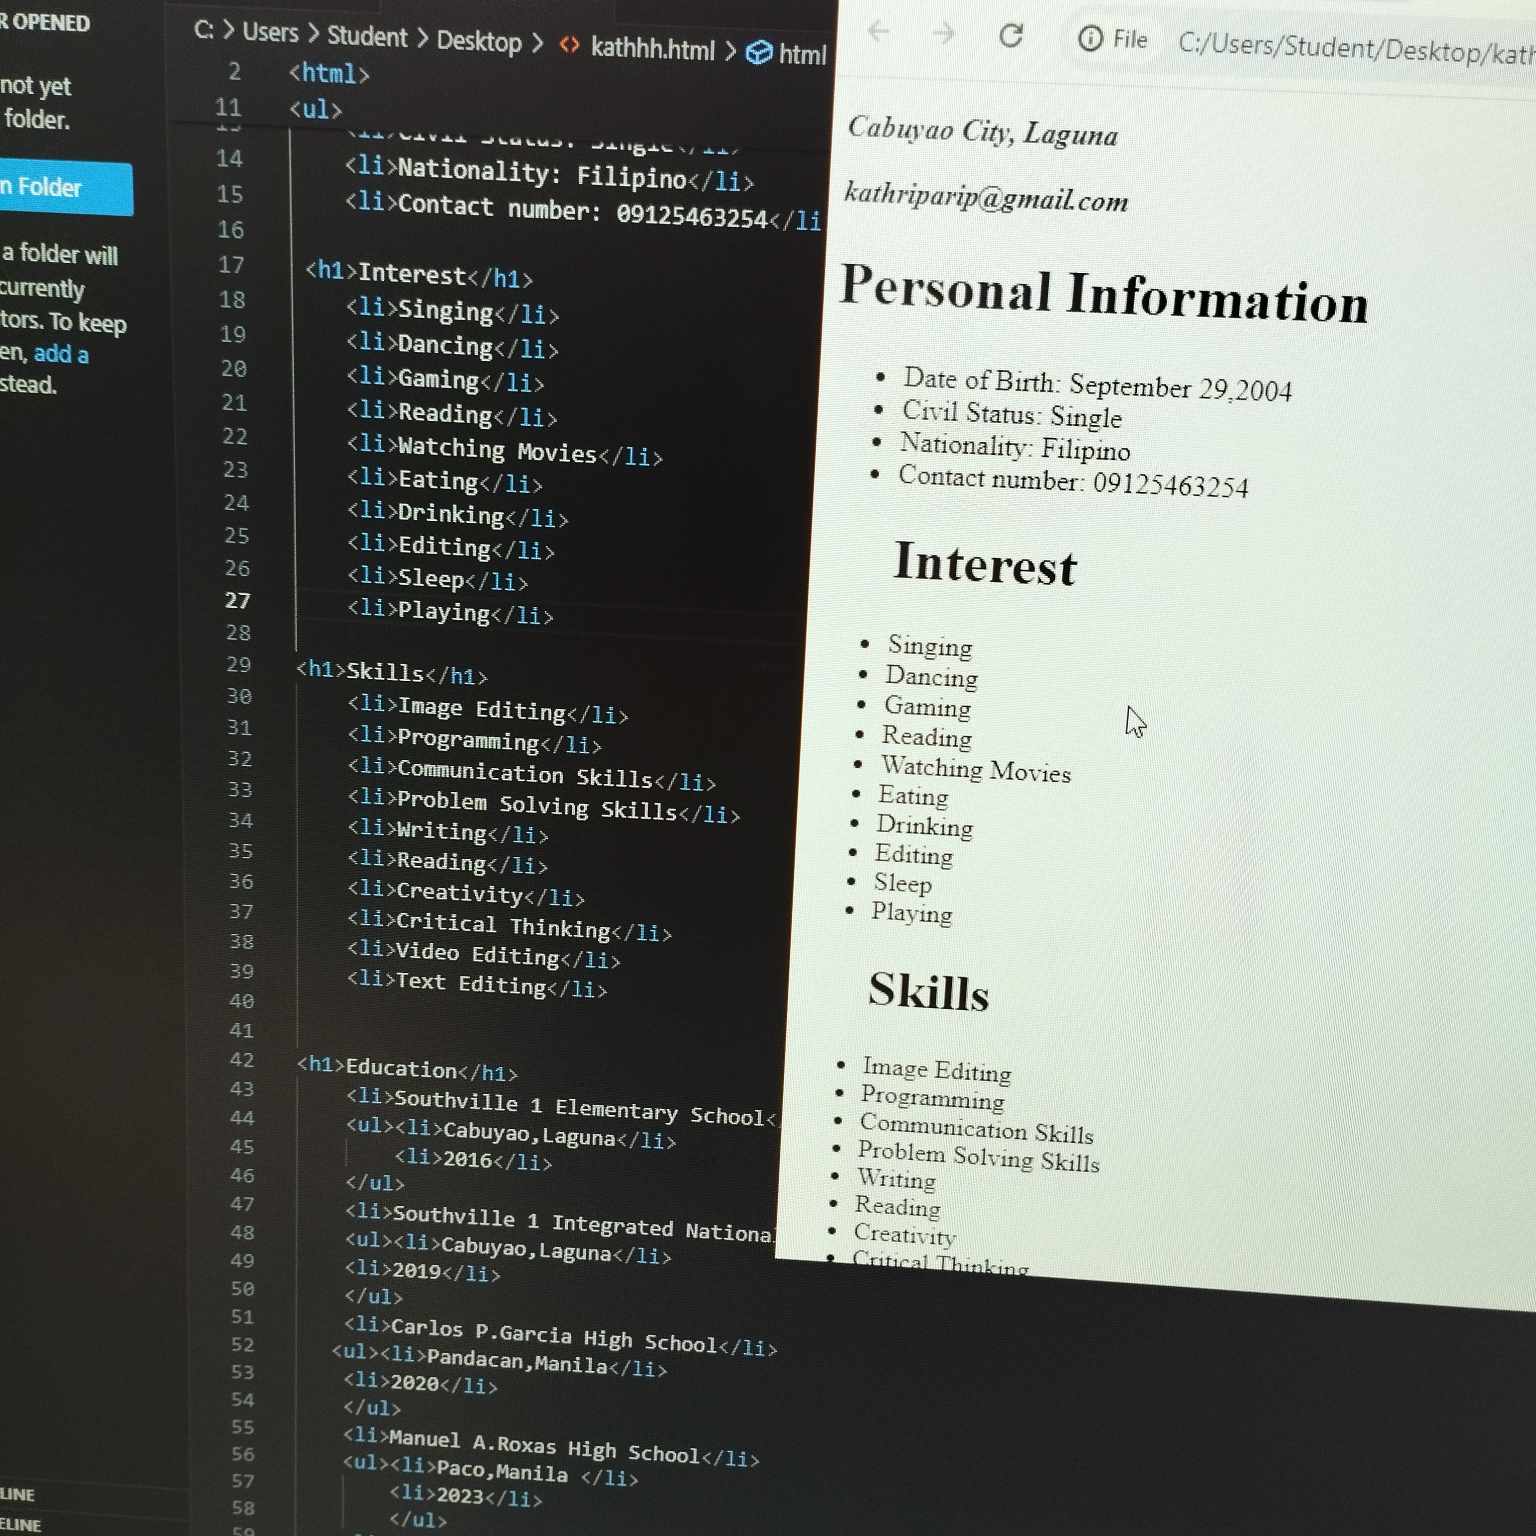 R OPENED
not yet
folder.
n Folder
a folder will
currently
tors. To keep
en, add a
stead.
LINE
ELINE
C: > Users > Student > Desktop > <> kathhh.html > html
2 <html>
11 <ul>
<li>Civil Status: Single</li>
14 <li>Nationality: Filipino</li>
15 <li>Contact number: 09125463254</li
16
17 <h1>Interest</h1>
18 <li>Singing</li>
19 <li>Dancing</li>
20 <li>Gaming</li>
21 <li>Reading</li>
22 <li>Watching Movies</li>
23 <li>Eating</li>
24 <li>Drinking</li>
25 <li>Editing</li>
26 <li>Sleep</li>
27 <li>Playing</li>
28
29 <h1>Skills</h1>
30 <li>Image Editing</li>
31 <li>Programming</li>
32 <li>Communication Skills</li>
33 <li>Problem Solving Skills</li>
34 <li>Writing</li>
35 <li>Reading</li>
36 <li>Creativity</li>
37 <li>Critical Thinking</li>
38 <li>Video Editing</li>
39 <li>Text Editing</li>
40
41
42 <h1>Education</h1>
43 <li>Southville 1 Elementary School<
44 <ul><li>Cabuyao,Laguna</li>
45 <li>2016</li>
46 </ul>
47 <li>Southville 1 Integrated Nationa
48 <ul><li>Cabuyao,Laguna</li>
49 <li>2019</li>
50 </ul>
51 <li>Carlos P.Garcia High School</li>
52 <ul><li>Pandacan,Manila</li>
53 <li>2020</li>
54 </ul>
55 <li>Manuel A.Roxas High School</li>
56 <ul><li>Paco,Manila </li>
57 <li>2023</li>
58 </ul>
59
File C:/Users/Student/Desktop/kath
Cabuyao City, Laguna
kathriparip@gmail.com
Personal Information
• Date of Birth: September 29,2004
• Civil Status: Single
• Nationality: Filipino
• Contact number: 09125463254
Interest
• Singing
• Dancing
• Gaming
• Reading
• Watching Movies
• Eating
• Drinking
• Editing
• Sleep
• Playing
Skills
• Image Editing
• Programming
• Communication Skills
• Problem Solving Skills
• Writing
• Reading
• Creativity
• Critical Thinking